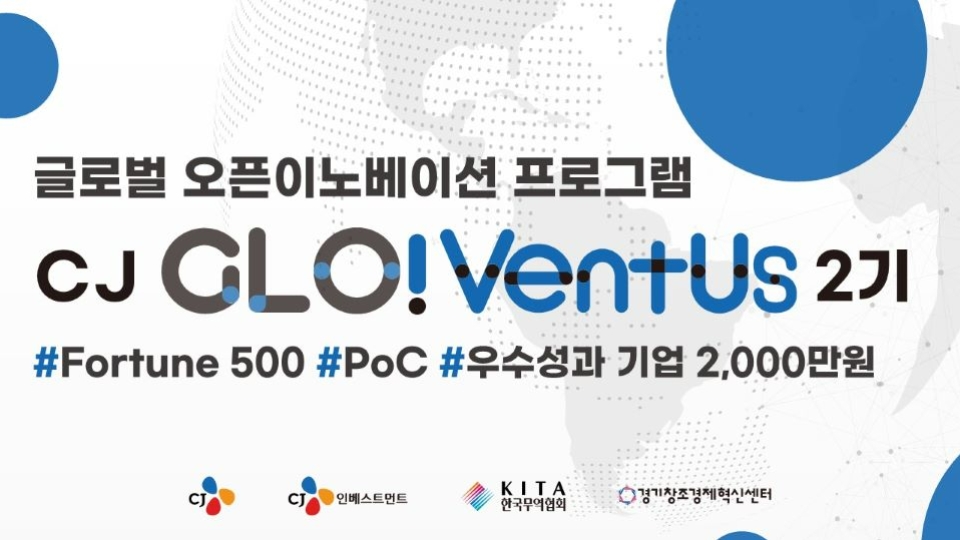 글로벌 오픈이노베이션 프로그램
CJ GLO! VentUs 2기
#Fortune 500 #PoC #우수성과 기업 2,000만원
CJ CJ 인베스트먼트 KITA 한국무역협회 경기창조경제혁신센터